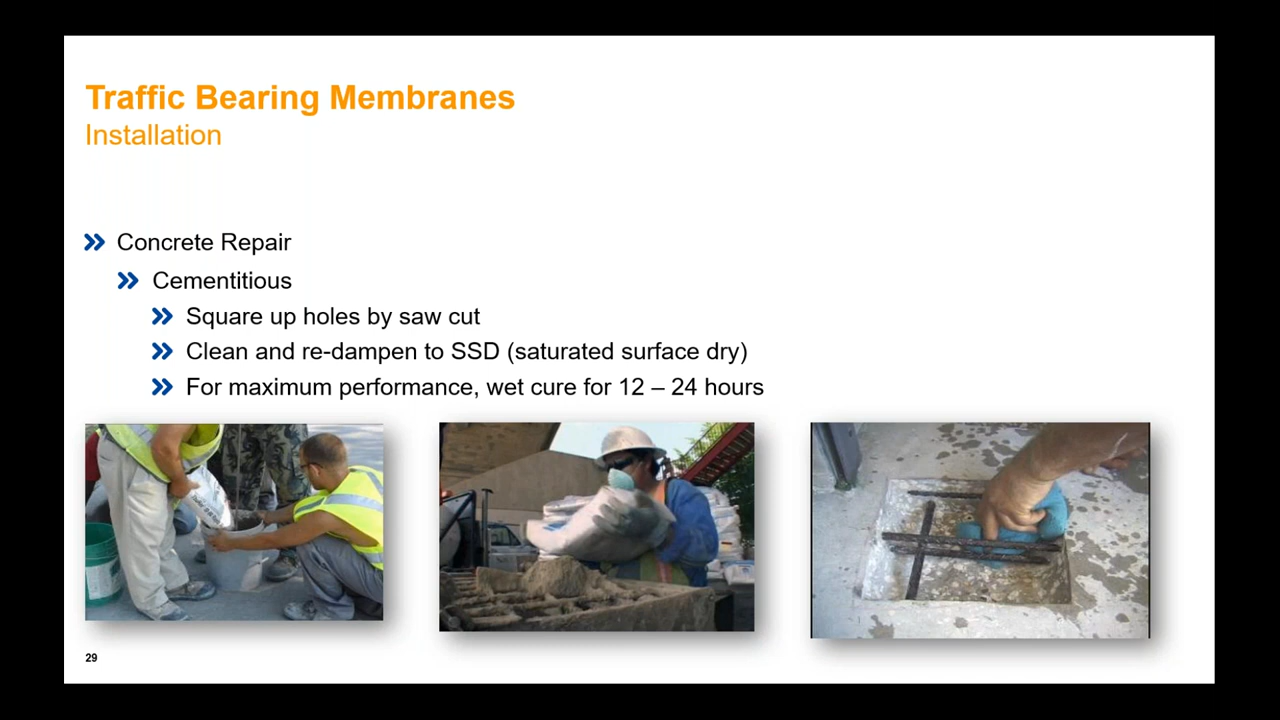 Traffic Bearing Membranes
Installation
Concrete Repair
Cementitious
Square up holes by saw cut
Clean and re-dampen to SSD (saturated surface dry)
For maximum performance, wet cure for 12 – 24 hours
29